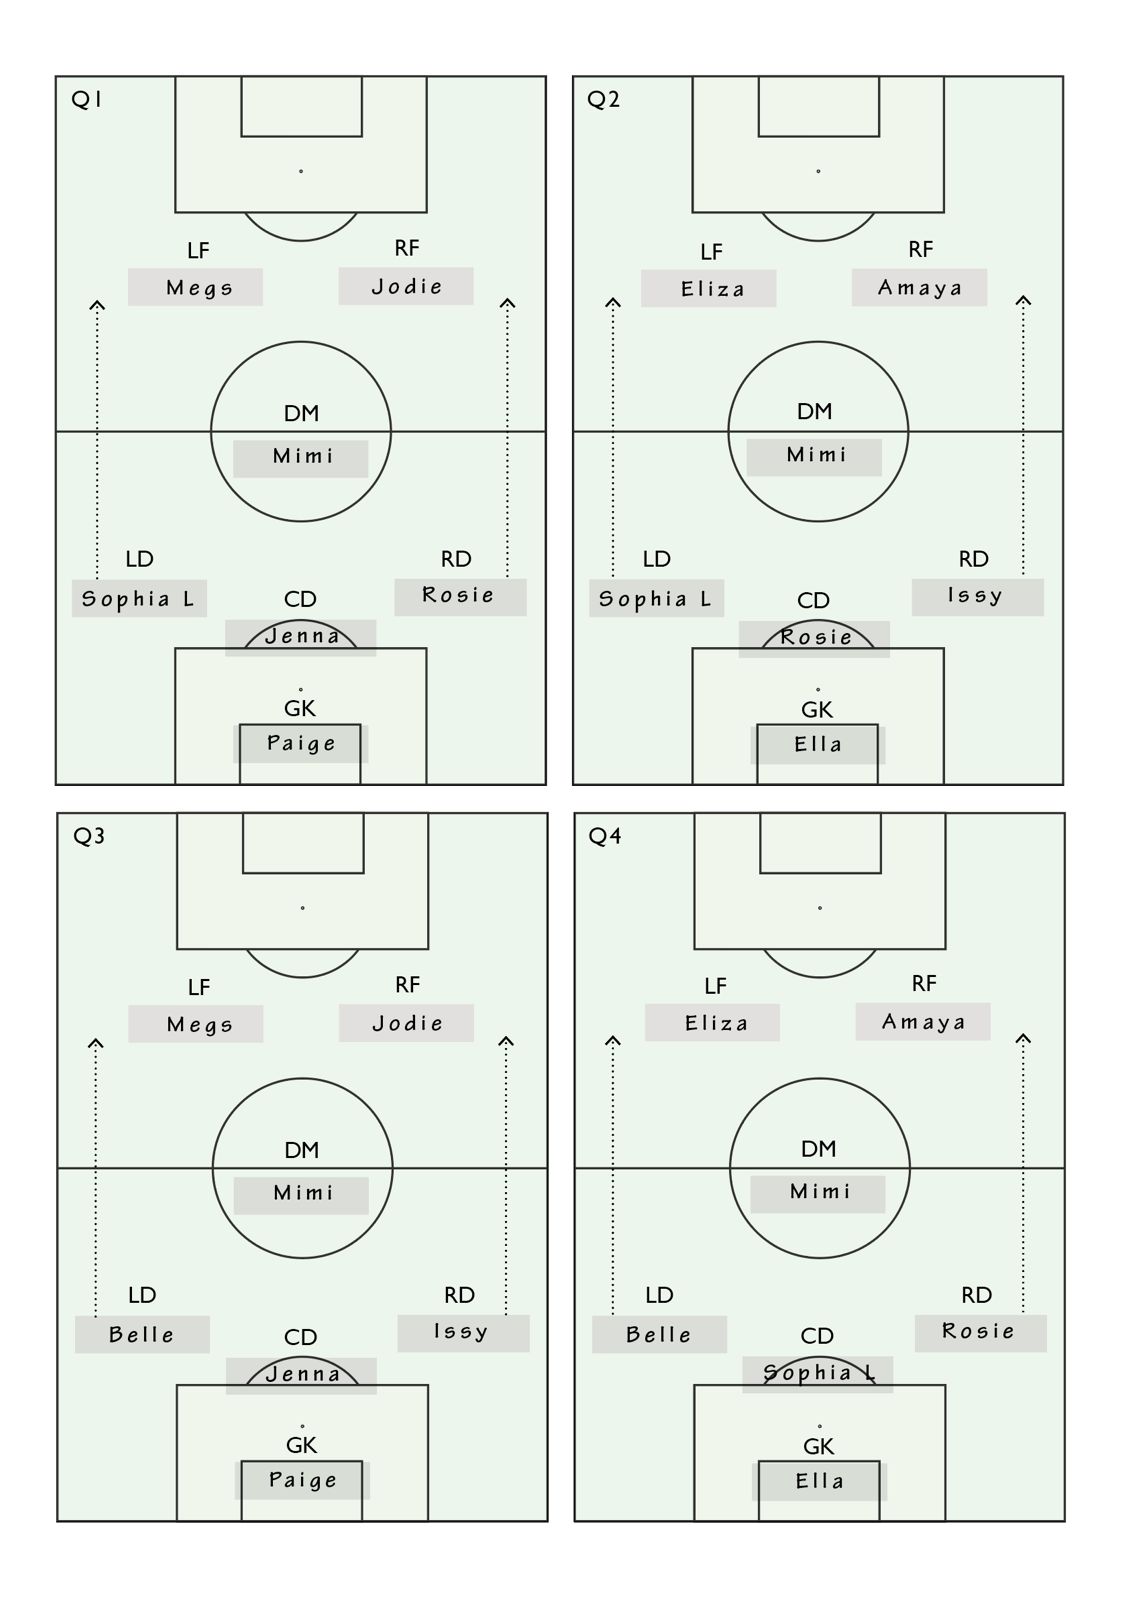 Q1
LF
Megs
RF
Jodie
DM
Mimi
LD
Sophia L
CD
Jenna
RD
Rosie
GK
Paige
Q2
LF
Eliza
RF
Amaya
DM
Mimi
LD
Sophia L
CD
Rosie
RD
Issy
GK
Ella
Q3
LF
Megs
RF
Jodie
DM
Mimi
LD
Belle
CD
Jenna
RD
Issy
GK
Paige
Q4
LF
Eliza
RF
Amaya
DM
Mimi
LD
Belle
CD
Sophia L
RD
Rosie
GK
Ella